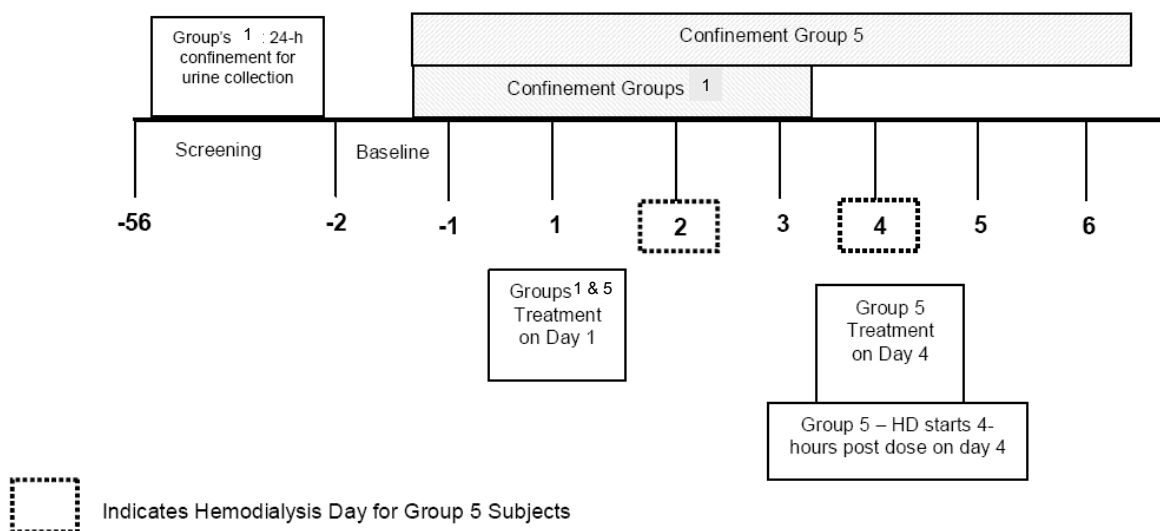 Group's 1 : 24-h
confinement for
urine collection
Confinement Group 5
Confinement Groups 1
Screening
Baseline
-56
-2
-1
1
2
3
4
5
6
Groups 1 & 5
Treatment
on Day 1
Group 5
Treatment
on Day 4
Group 5 – HD starts 4-
hours post dose on day 4
Indicates Hemodialysis Day for Group 5 Subjects